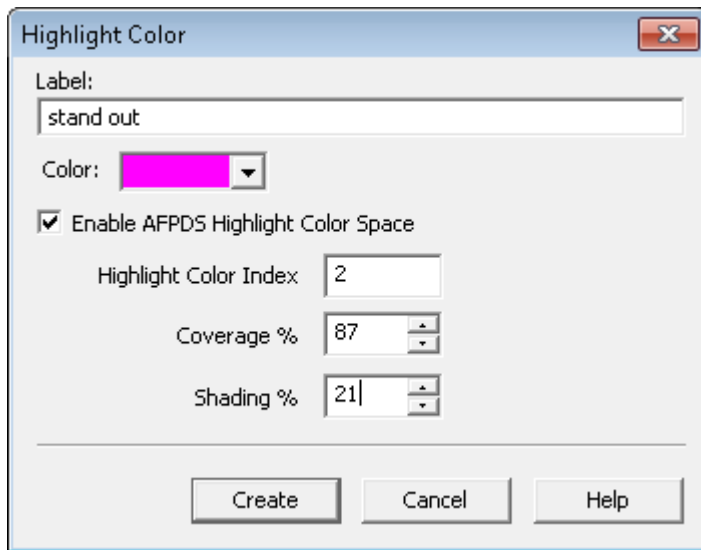 Highlight Color
Label:
stand out
Color:
Enable AFPDS Highlight Color Space
Highlight Color Index 2
Coverage % 87
Shading % 21
Create Cancel Help